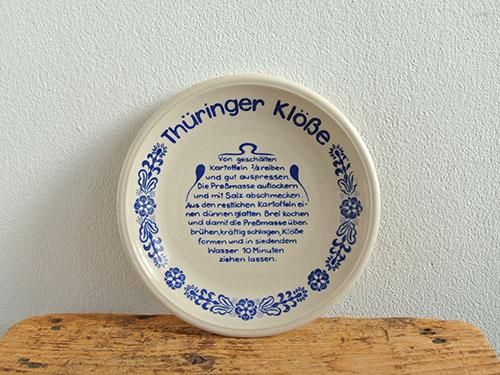 Thüringer Klöße
Von geschälten
Kartoffeln 2/3 reiben
und gut auspressen.
Die Preßmasse auflockern
und mit Salz abschmecken.
Aus den restlichen Kartoffeln ei-
nen dünnen glatten Brei kochen
und damit die Preßmasse über-
brühen, kräftig schlagen, Klöße
formen und in siedendem
Wasser 10 Minuten
ziehen lassen.